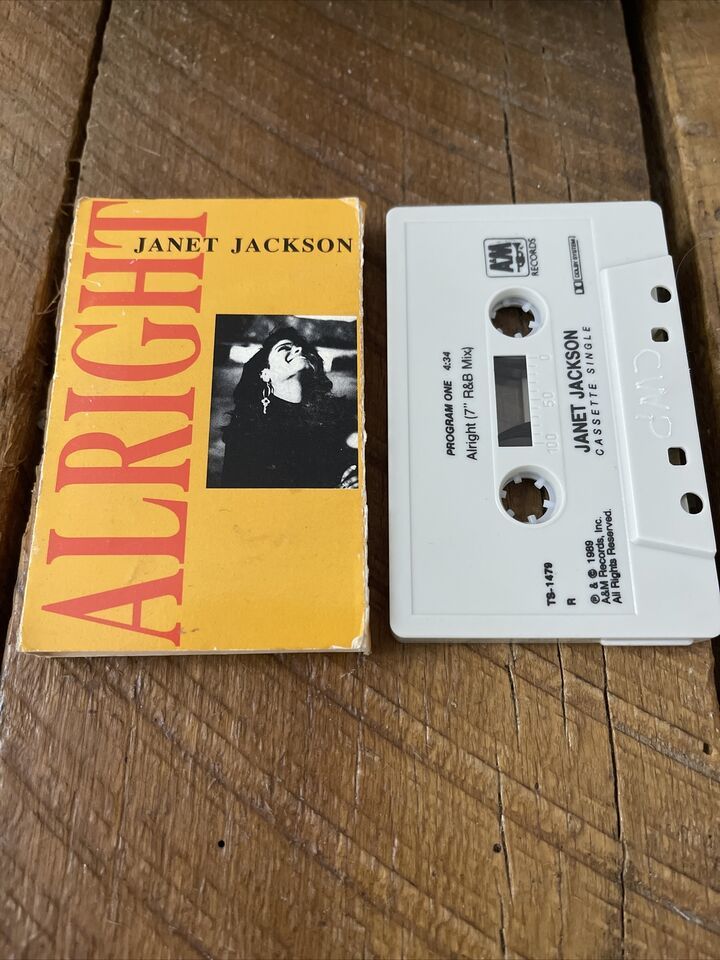 ALRIGHT
JANET JACKSON
A&M
RECORDS
DOLBY SYSTEM
PROGRAM ONE 4:34
Alright (7" R&B Mix)
100 50 0
JANET JACKSON
CASSETTE SINGLE
TS-1479
R
℗ & © 1989
A&M Records, Inc.
All Rights Reserved.
CWP